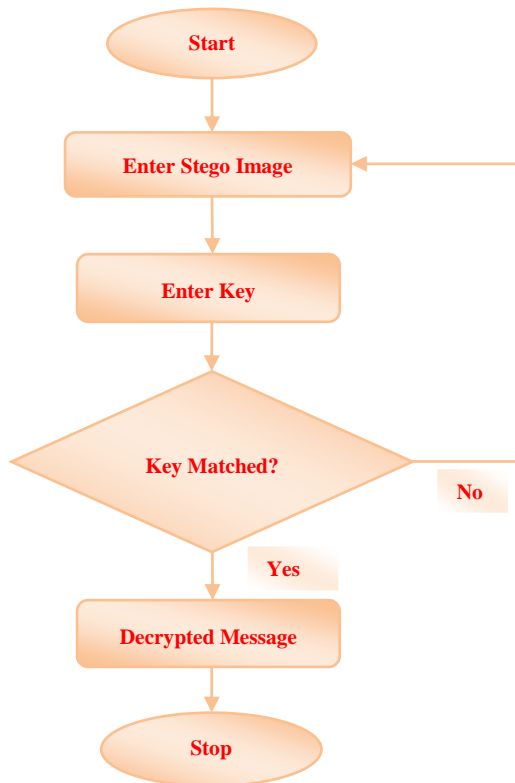 Start
Enter Stego Image
Enter Key
Key Matched?
No
Yes
Decrypted Message
Stop